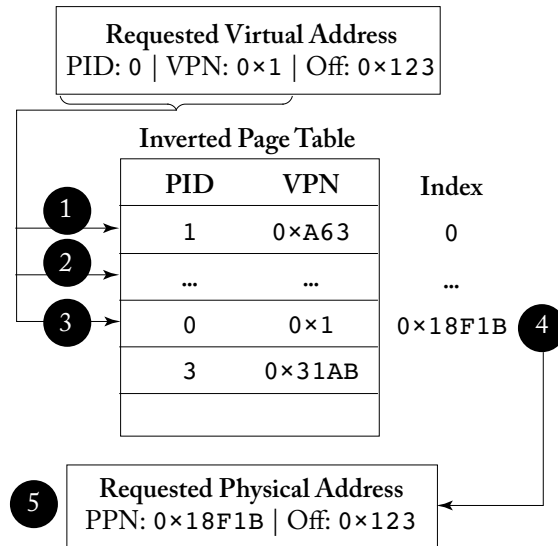 Requested Virtual Address
PID: 0 | VPN: 0×1 | Off: 0×123
Inverted Page Table
PID VPN Index
1 1 0×A63 0
2 ... ... ...
3 0 0×1 0×18F1B 4
3 0×31AB
5 Requested Physical Address
PPN: 0×18F1B | Off: 0×123